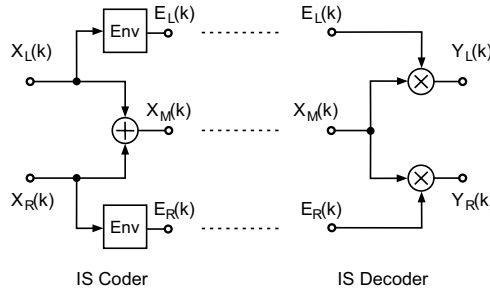 E_L(k) E_L(k)
Env
X_L(k) Y_L(k)
X_M(k) X_M(k)
X_R(k) Y_R(k
E_R(k) E_R(k)
Env
IS Coder IS Decoder